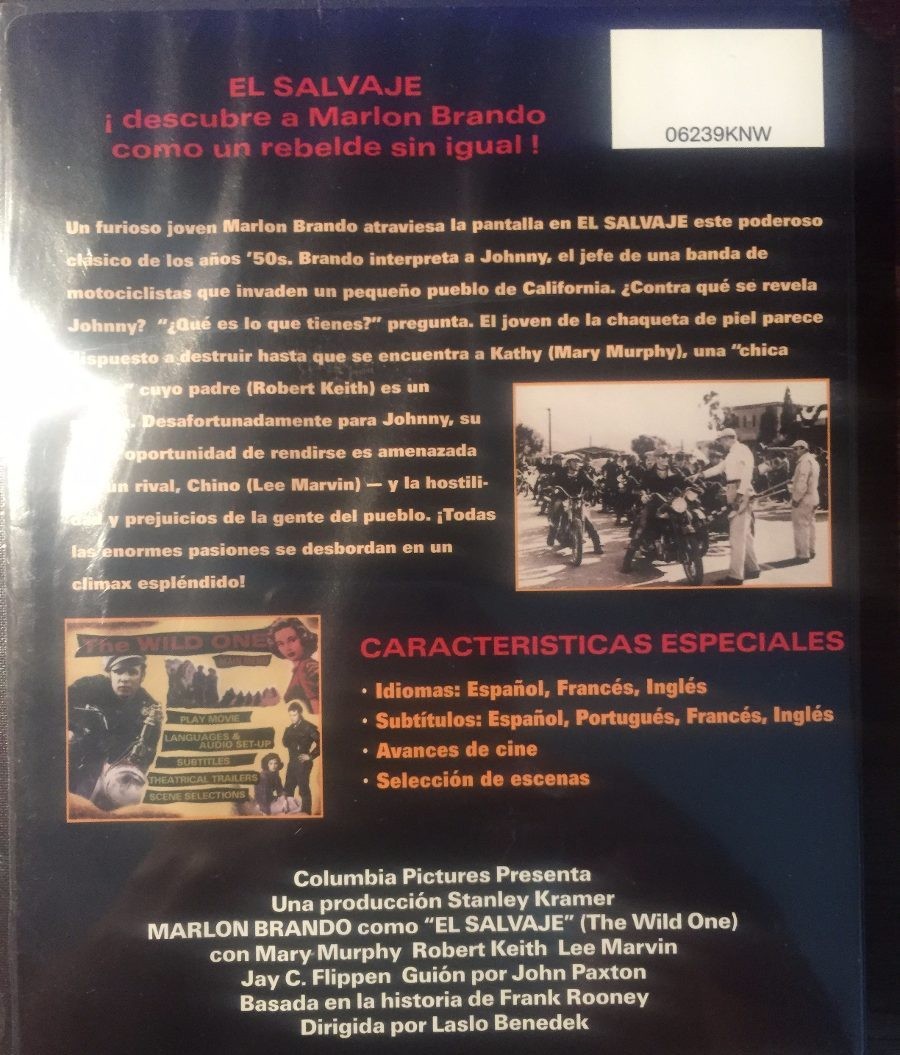 EL SALVAJE
¡ descubre a Marlon Brando
como un rebelde sin igual !
06239KNW
Un furioso joven Marlon Brando atraviesa la pantalla en EL SALVAJE este poderoso
clásico de los años '50s. Brando interpreta a Johnny, el jefe de una banda de
motociclistas que invaden un pequeño pueblo de California. ¿Contra qué se revela
Johnny? "¿Qué es lo que tienes?" pregunta. El joven de la chaqueta de piel parece
dispuesto a destruir hasta que se encuentra a Kathy (Mary Murphy), una "chica
" cuyo padre (Robert Keith) es un
. Desafortunadamente para Johnny, su
oportunidad de rendirse es amenazada
un rival, Chino (Lee Marvin) — y la hostili-
dad y prejuicios de la gente del pueblo. ¡Todas
las enormes pasiones se desbordan en un
climax espléndido!
The WILD ONE
PLAY MOVIE
LANGUAGES &
AUDIO SET-UP
SUBTITLES
THEATRICAL TRAILERS
SCENE SELECTIONS
CARACTERISTICAS ESPECIALES
· Idiomas: Español, Francés, Inglés
· Subtítulos: Español, Portugués, Francés, Inglés
· Avances de cine
· Selección de escenas
Columbia Pictures Presenta
Una producción Stanley Kramer
MARLON BRANDO como "EL SALVAJE" (The Wild One)
con Mary Murphy Robert Keith Lee Marvin
Jay C. Flippen Guión por John Paxton
Basada en la historia de Frank Rooney
Dirigida por Laslo Benedek